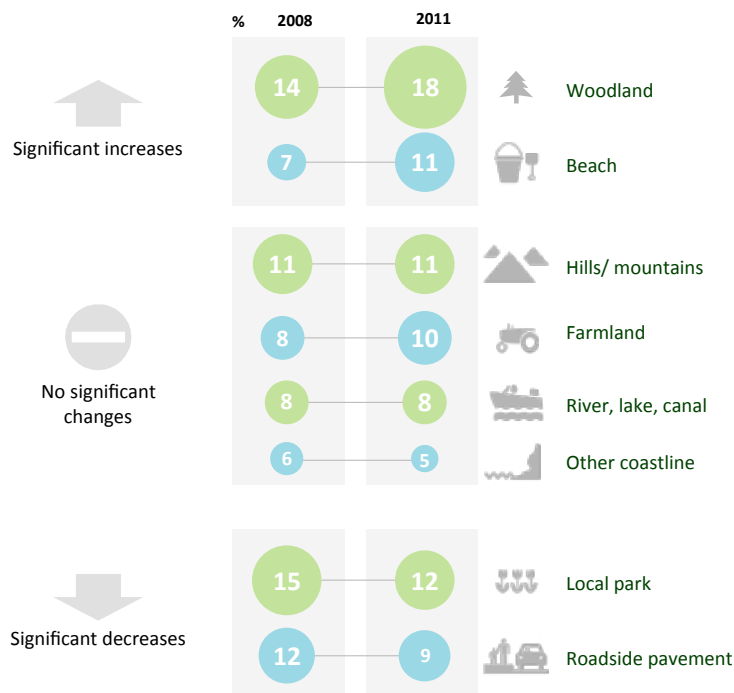 % 2008 2011
14 18 Woodland
Significant increases
7 11 Beach
11 11 Hills/ mountains
8 10 Farmland
No significant
changes
8 8 River, lake, canal
6 5 Other coastline
15 12 Local park
Significant decreases
12 9 Roadside pavement